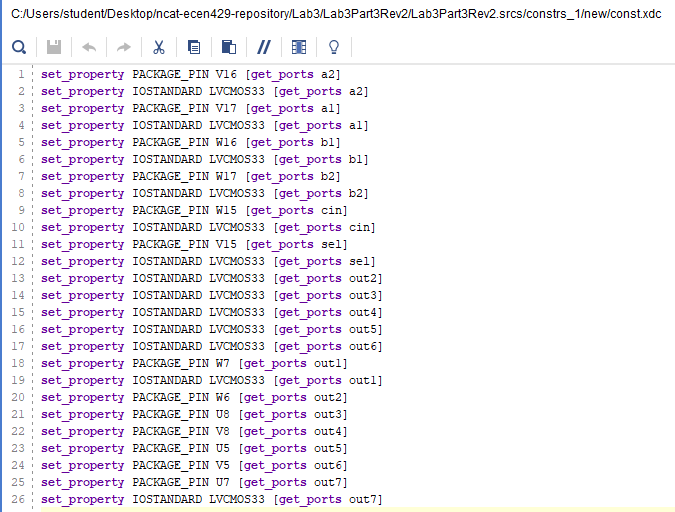 C:/Users/student/Desktop/ncat-ecen429-repository/Lab3/Lab3Part3Rev2/Lab3Part3Rev2.srcs/constrs_1/new/const.xdc
1 set_property PACKAGE_PIN V16 [get_ports a2]
2 set_property IOSTANDARD LVCMOS33 [get_ports a2]
3 set_property PACKAGE_PIN V17 [get_ports a1]
4 set_property IOSTANDARD LVCMOS33 [get_ports a1]
5 set_property PACKAGE_PIN W16 [get_ports b1]
6 set_property IOSTANDARD LVCMOS33 [get_ports b1]
7 set_property PACKAGE_PIN W17 [get_ports b2]
8 set_property IOSTANDARD LVCMOS33 [get_ports b2]
9 set_property PACKAGE_PIN W15 [get_ports cin]
10 set_property IOSTANDARD LVCMOS33 [get_ports cin]
11 set_property PACKAGE_PIN V15 [get_ports sel]
12 set_property IOSTANDARD LVCMOS33 [get_ports sel]
13 set_property IOSTANDARD LVCMOS33 [get_ports out2]
14 set_property IOSTANDARD LVCMOS33 [get_ports out3]
15 set_property IOSTANDARD LVCMOS33 [get_ports out4]
16 set_property IOSTANDARD LVCMOS33 [get_ports out5]
17 set_property IOSTANDARD LVCMOS33 [get_ports out6]
18 set_property PACKAGE_PIN W7 [get_ports out1]
19 set_property IOSTANDARD LVCMOS33 [get_ports out1]
20 set_property PACKAGE_PIN W6 [get_ports out2]
21 set_property PACKAGE_PIN U8 [get_ports out3]
22 set_property PACKAGE_PIN V8 [get_ports out4]
23 set_property PACKAGE_PIN U5 [get_ports out5]
24 set_property PACKAGE_PIN V5 [get_ports out6]
25 set_property PACKAGE_PIN U7 [get_ports out7]
26 set_property IOSTANDARD LVCMOS33 [get_ports out7]